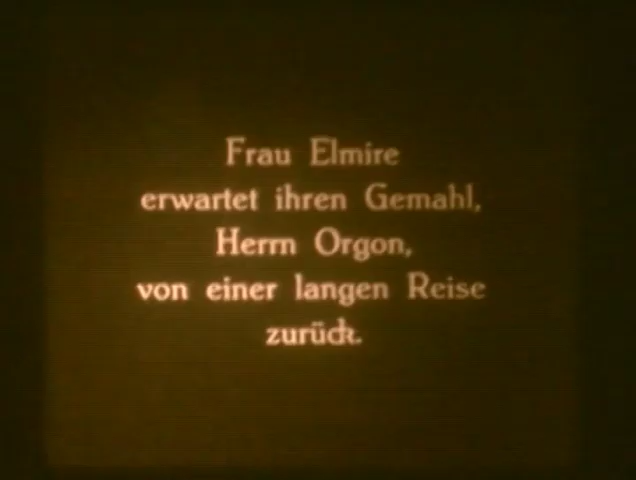 Frau Elmire
erwartet ihren Gemahl,
Herrn Orgon,
von einer langen Reise
zurück.